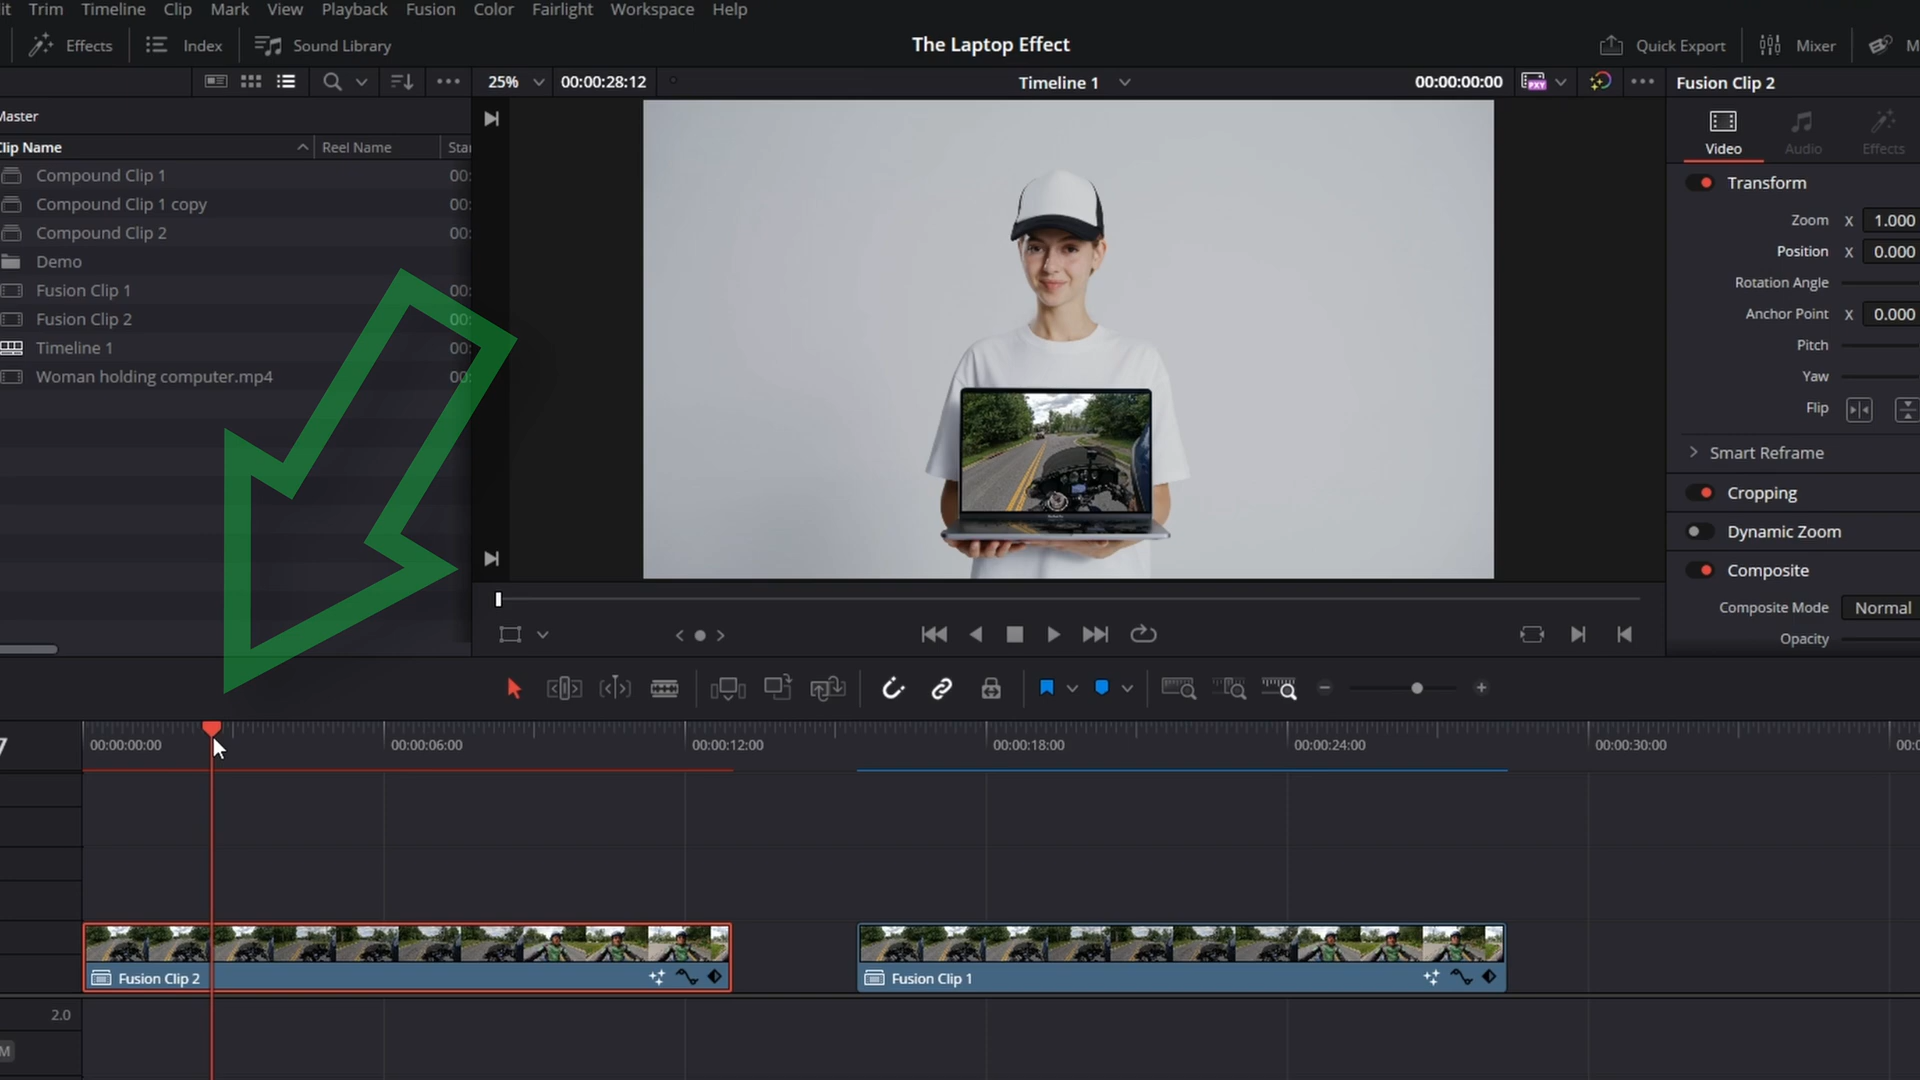 it Trim Timeline Clip Mark View Playback Fusion Color Fairlight Workspace Help
Effects Index Sound Library The Laptop Effect Quick Export Mixer M
25% 00:00:28:12 Timeline 1 00:00:00:00 PXY Fusion Clip 2
Master
Clip Name Reel Name Sta
Video Audio Effects
Compound Clip 1 00:
Compound Clip 1 copy 00:
Compound Clip 2 00:
Demo
Fusion Clip 1 00:
Fusion Clip 2 00:
Timeline 1 00:
Woman holding computer.mp4 00:
Transform
Zoom X 1.000
Position X 0.000
Rotation Angle
Anchor Point X 0.000
Pitch
Yaw
Flip
Smart Reframe
Cropping
Dynamic Zoom
Composite
Composite Mode Normal
Opacity
7 00:00:00:00 00:00:06:00 00:00:12:00 00:00:18:00 00:00:24:00 00:00:30:00 00:0
Fusion Clip 2 Fusion Clip 1
2.0
M